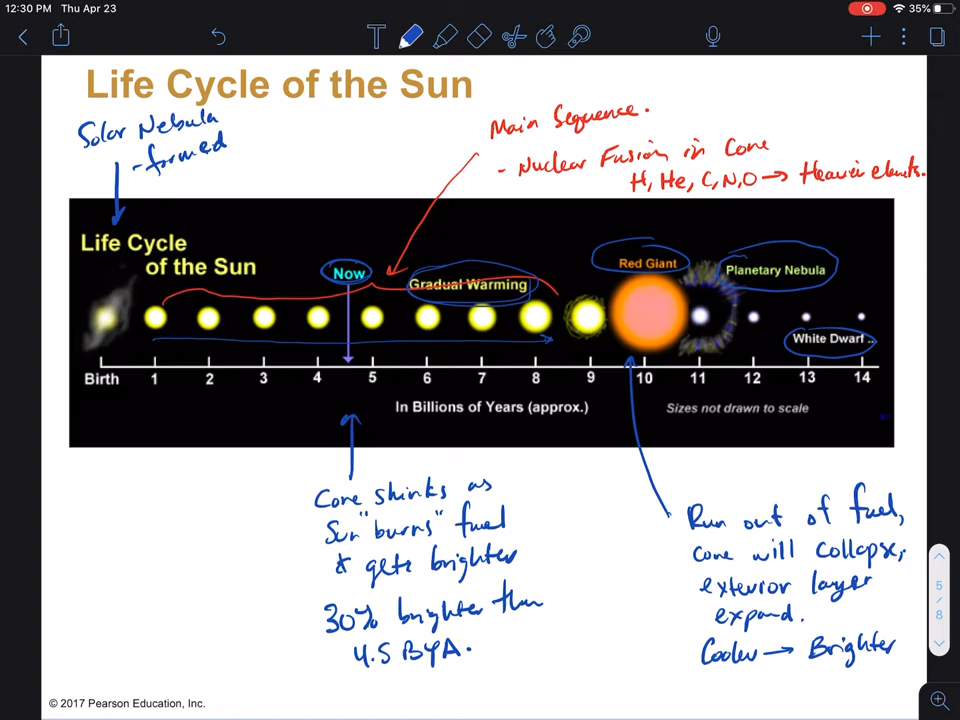 12:30 PM Thu Apr 23
35%
Life Cycle of the Sun
Solar Nebula
- formed
Main Sequence.
- Nuclear Fusion in Core
H, He, C, N, O → Heavier elemts.
Life Cycle
of the Sun
Now
Gradual Warming
Red Giant
Planetary Nebula
White Dwarf ..
Birth 1 2 3 4 5 6 7 8 9 10 11 12 13 14
In Billions of Years (approx.)
Sizes not drawn to scale
Core shinks as
Sun "burns" fuel
& gets brighter
30% brighter than
4.5 BYA.
Run out of fuel,
core will collapse,
exterior layer
expand.
Cooler → Brighter
5
/
8
© 2017 Pearson Education, Inc.
T